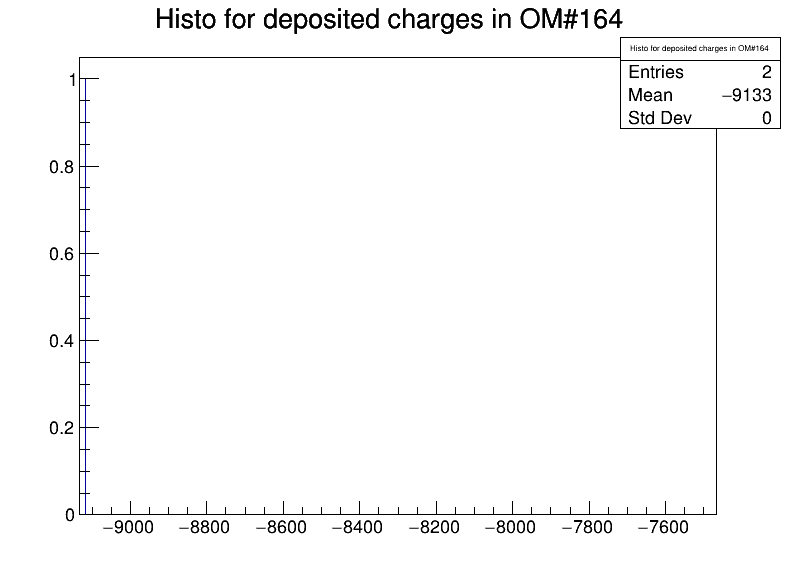 Histo for deposited charges in OM#164
Histo for deposited charges in OM#164
Entries 2
Mean −9133
Std Dev 0
1
0.8
0.6
0.4
0.2
0
−9000 −8800 −8600 −8400 −8200 −8000 −7800 −7600